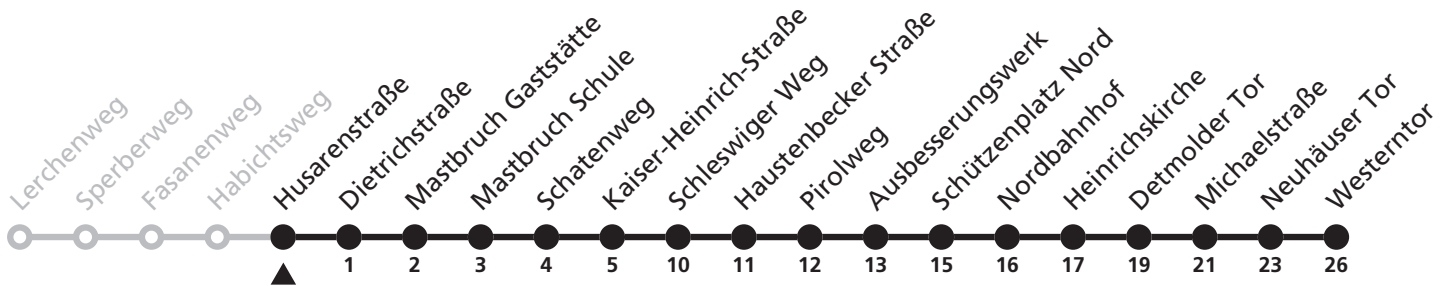 Lerchenweg
Sperberweg
Fasanenweg
Habichtsweg
Husarenstraße
Dietrichstraße
Mastbruch Gaststätte
Mastbruch Schule
Schatenweg
Kaiser-Heinrich-Straße
Schleswiger Weg
Haustenbecker Straße
Pirolweg
Ausbesserungswerk
Schützenplatz Nord
Nordbahnhof
Heinrichskirche
Detmolder Tor
Michaelstraße
Neuhäuser Tor
Westerntor
1 2 3 4 5 10 11 12 13 15 16 17 19 21 23 26